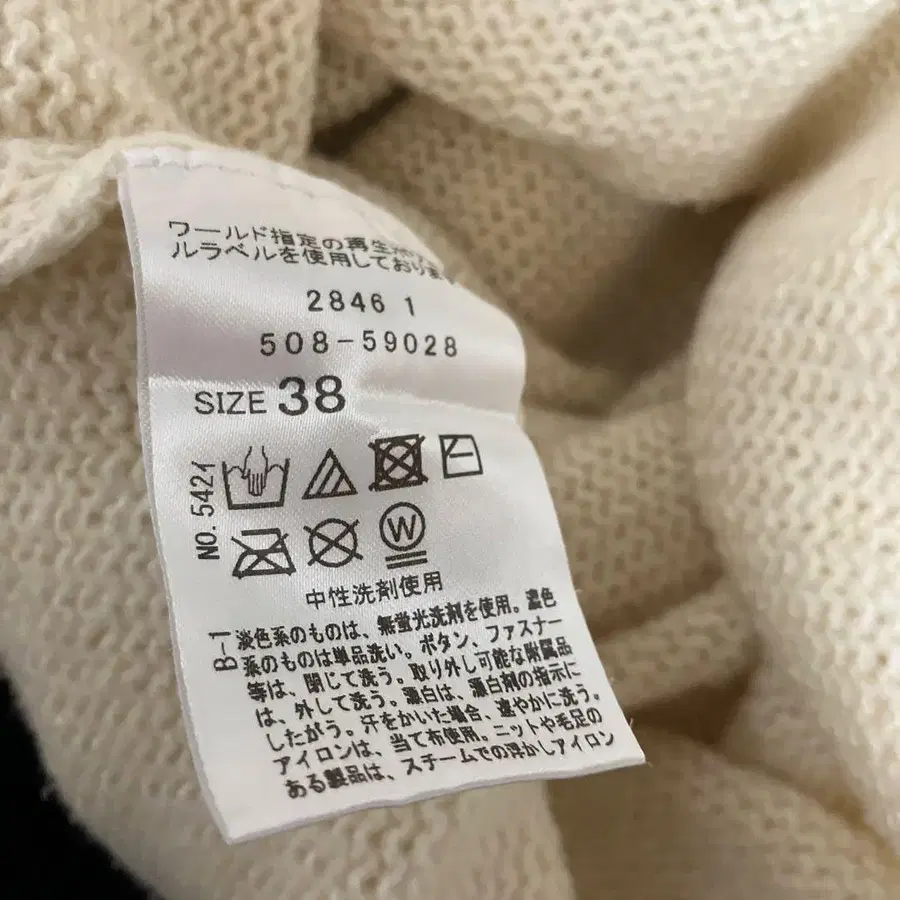 ワールド指定の再生ポリ
ルラベルを使用しており
2846 1
508-59028
SIZE 38
NO. 5421
W
中性洗剤使用
B-1
淡色系のものは、無蛍光洗剤を使用。濃色
系のものは単品洗い。ボタン、ファスナー
等は、閉じて洗う。取り外し可能な附属品
は、外して洗う。漂白は、漂白剤の指示に
したがう。汗をかいた場合、速やかに洗う。
アイロンは、当て布使用。ニットや毛足の
ある製品は、スチームでの浮かしアイロン